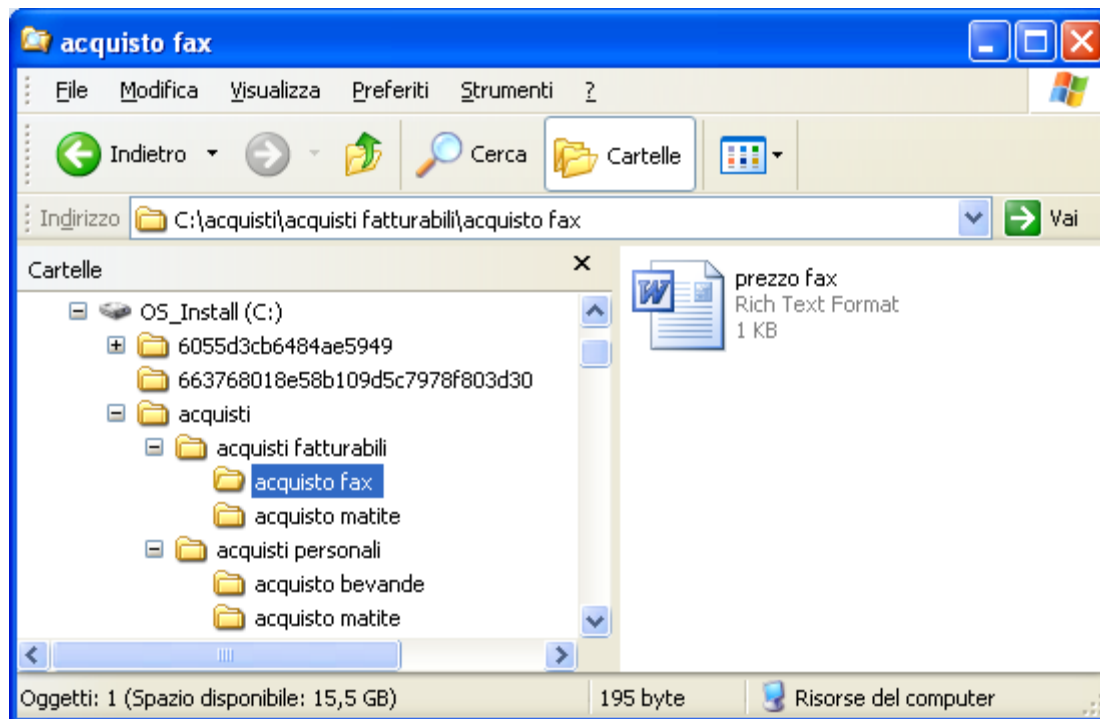 acquisto fax
File Modifica Visualizza Preferiti Strumenti ?
Indietro Cerca Cartelle
Indirizzo C:\acquisti\acquisti fatturabili\acquisto fax Vai
Cartelle
OS_Install (C:)
6055d3cb6484ae5949
663768018e58b109d5c7978f803d30
acquisti
acquisti fatturabili
acquisto fax
acquisto matite
acquisti personali
acquisto bevande
acquisto matite
prezzo fax
Rich Text Format
1 KB
Oggetti: 1 (Spazio disponibile: 15,5 GB) 195 byte Risorse del computer